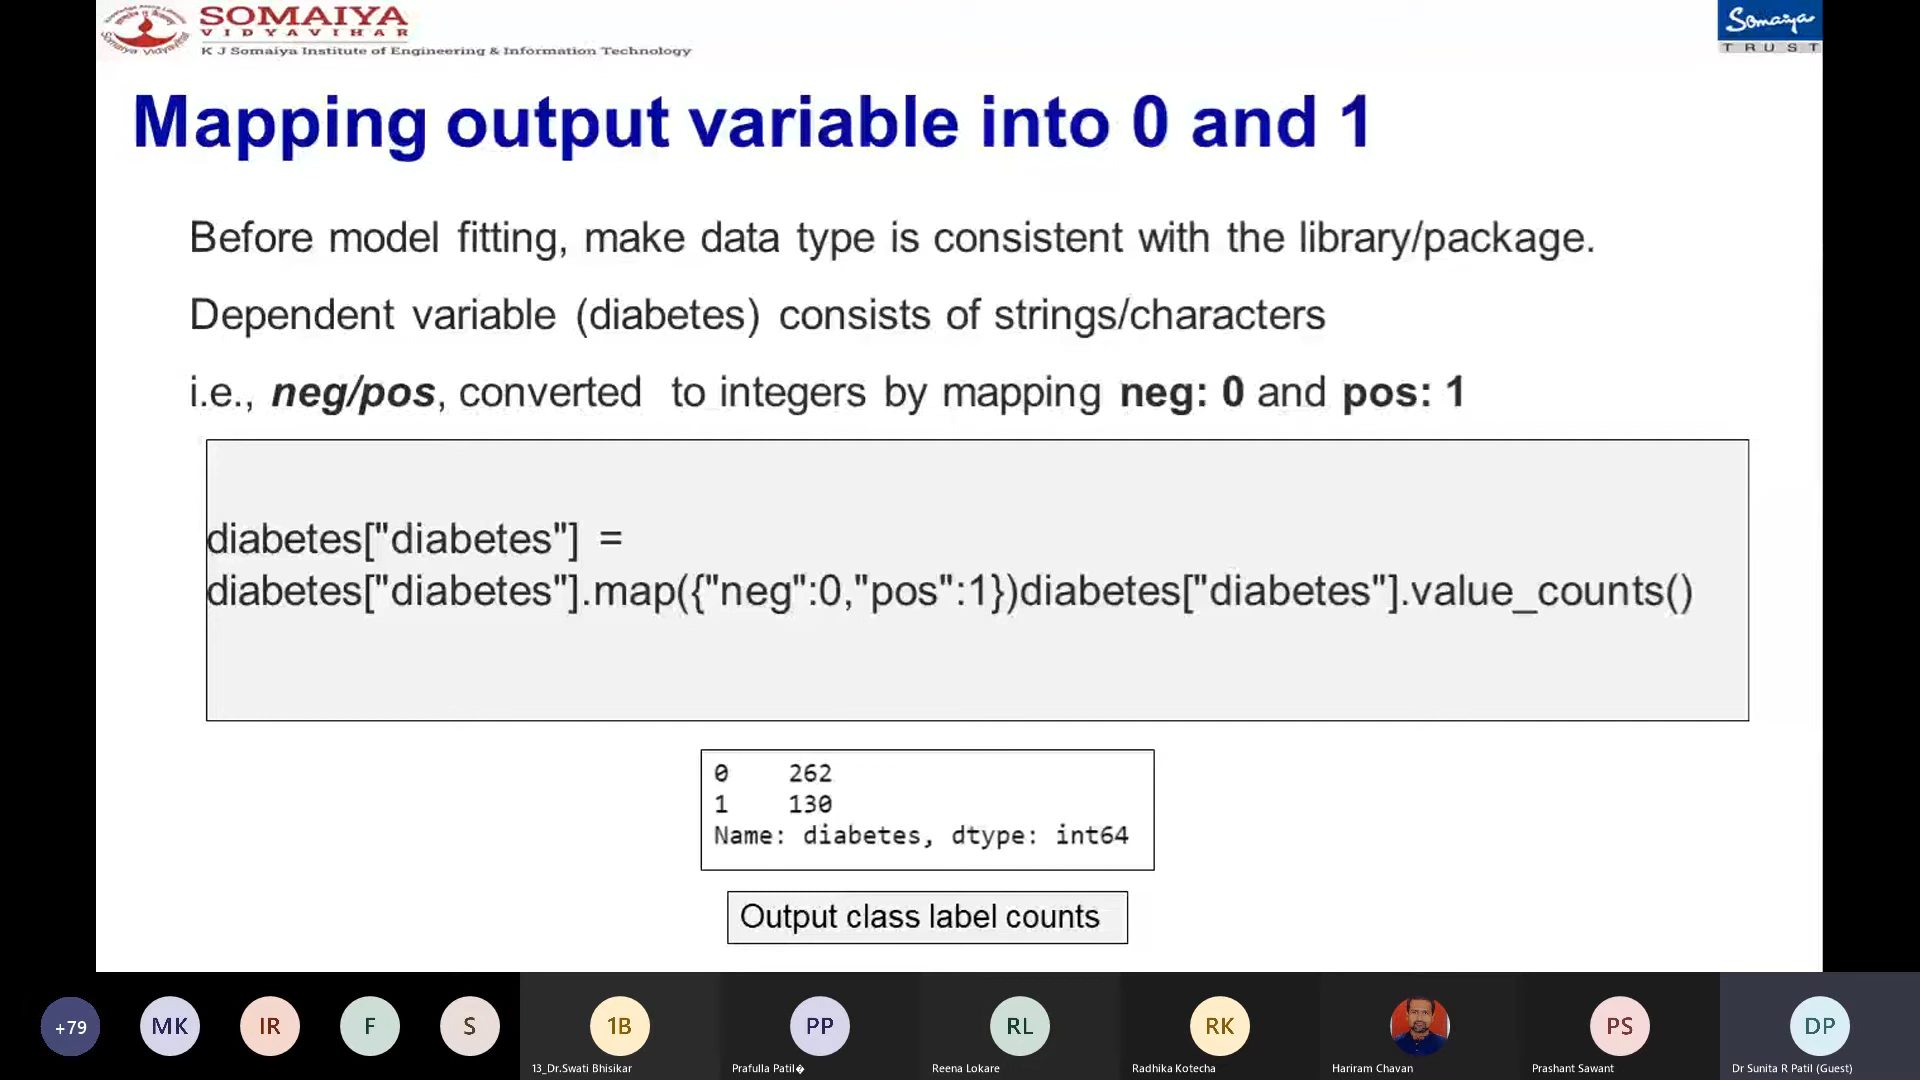 SOMAIYA
VIDYAVIHAR
K J Somaiya Institute of Engineering & Information Technology
Somaiya
TRUST
Mapping output variable into 0 and 1
Before model fitting, make data type is consistent with the library/package.
Dependent variable (diabetes) consists of strings/characters
i.e., neg/pos, converted to integers by mapping neg: 0 and pos: 1
diabetes["diabetes"] =
diabetes["diabetes"].map({"neg":0,"pos":1})diabetes["diabetes"].value_counts()
0 262
1 130
Name: diabetes, dtype: int64
Output class label counts
+79
MK
IR
F
S
1B
PP
RL
RK
PS
DP
13_Dr.Swati Bhisikar
Prafulla Patil�
Reena Lokare
Radhika Kotecha
Hariram Chavan
Prashant Sawant
Dr Sunita R Patil (Guest)